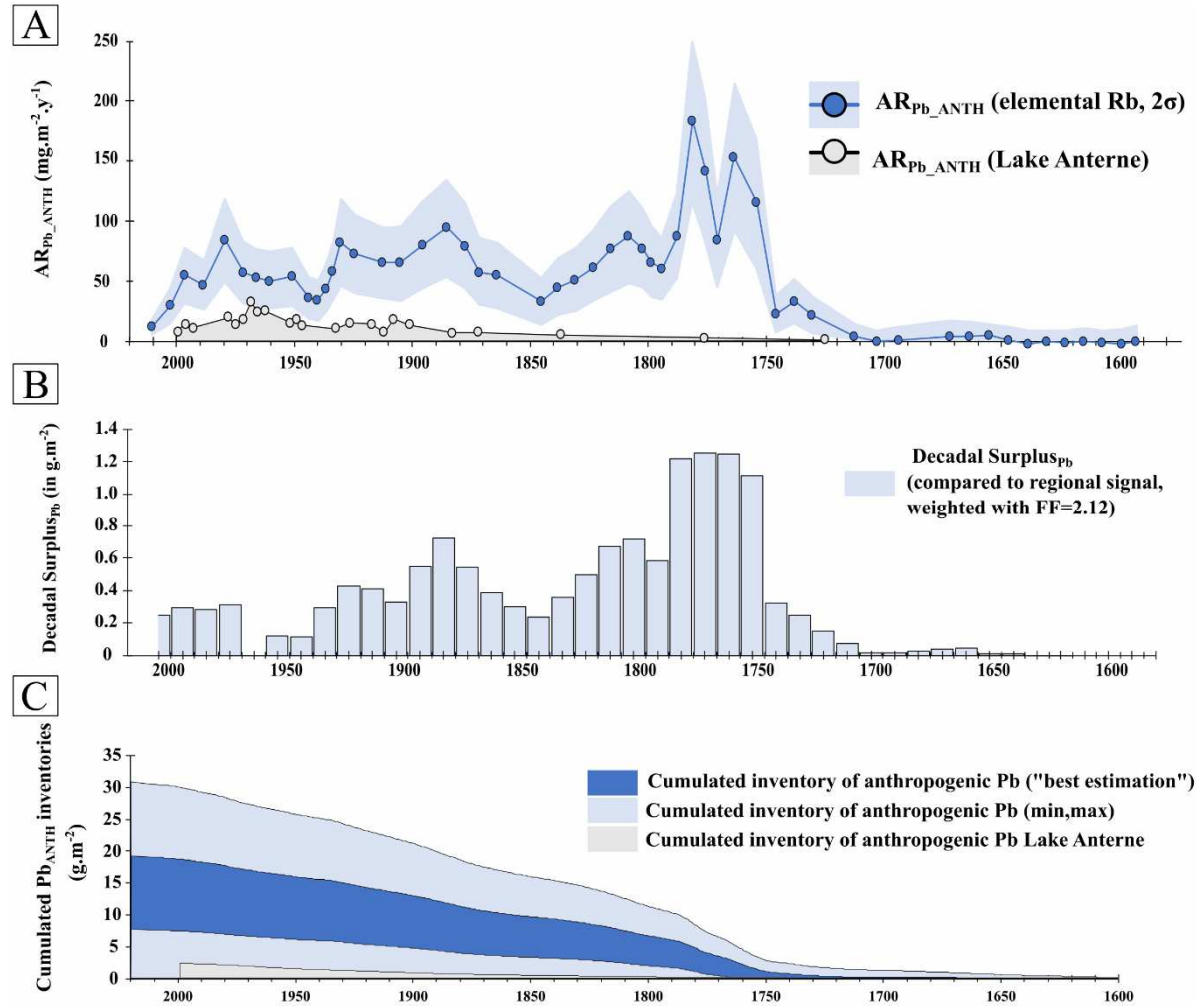 A
AR_Pb_ANTH (mg.m⁻².y⁻¹)
250
200
150
100
50
0
AR_Pb_ANTH (elemental Rb, 2σ)
AR_Pb_ANTH (Lake Anterne)
2000 1950 1900 1850 1800 1750 1700 1650 1600
B
Decadal Surplus_Pb (in g.m⁻²)
1.4
1.2
1.0
0.8
0.6
0.4
0.2
0
Decadal Surplus_Pb
(compared to regional signal,
weighted with FF=2.12)
2000 1950 1900 1850 1800 1750 1700 1650 1600
C
Cumulated Pb_ANTH inventories
(g.m⁻²)
35
30
25
20
15
10
5
0
Cumulated inventory of anthropogenic Pb ("best estimation")
Cumulated inventory of anthropogenic Pb (min,max)
Cumulated inventory of anthropogenic Pb Lake Anterne
2000 1950 1900 1850 1800 1750 1700 1650 1600